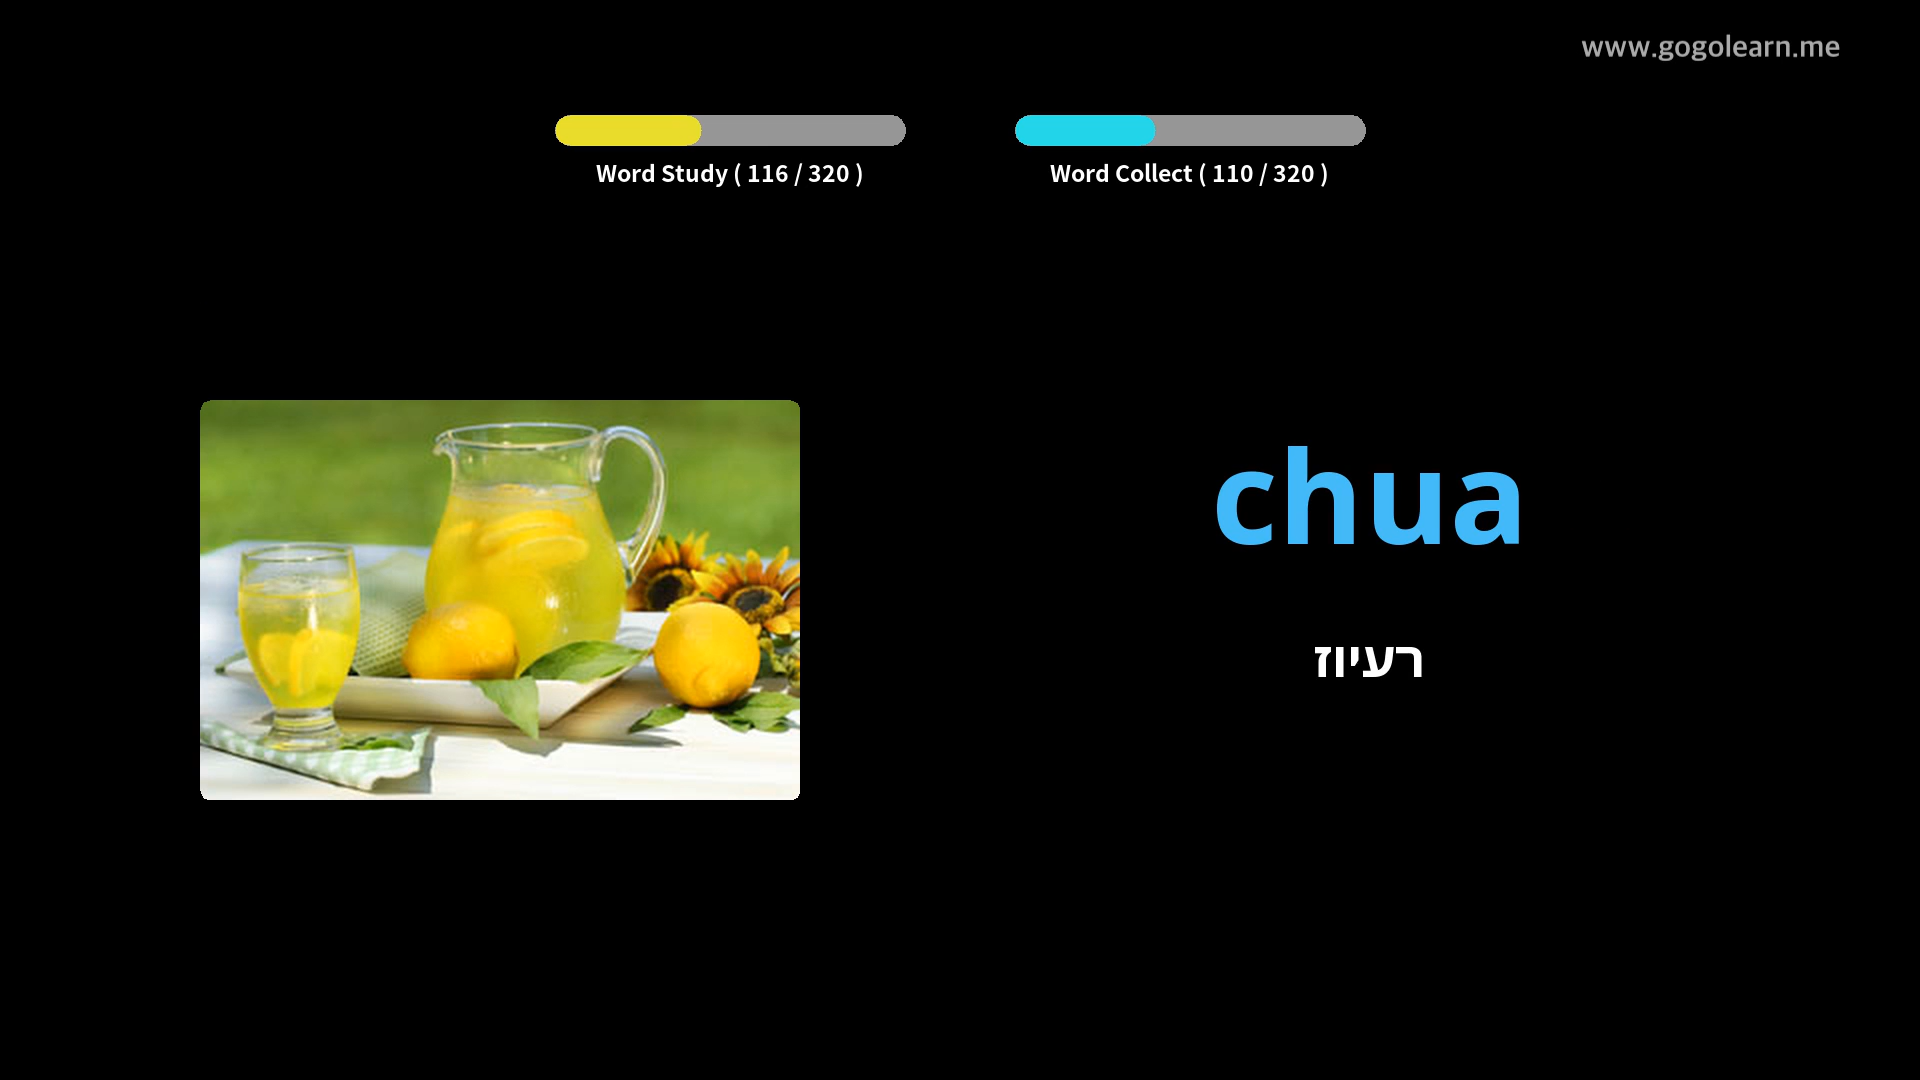 www.gogolearn.me
Word Study ( 116 / 320 )
Word Collect ( 110 / 320 )
chua
רעיוז